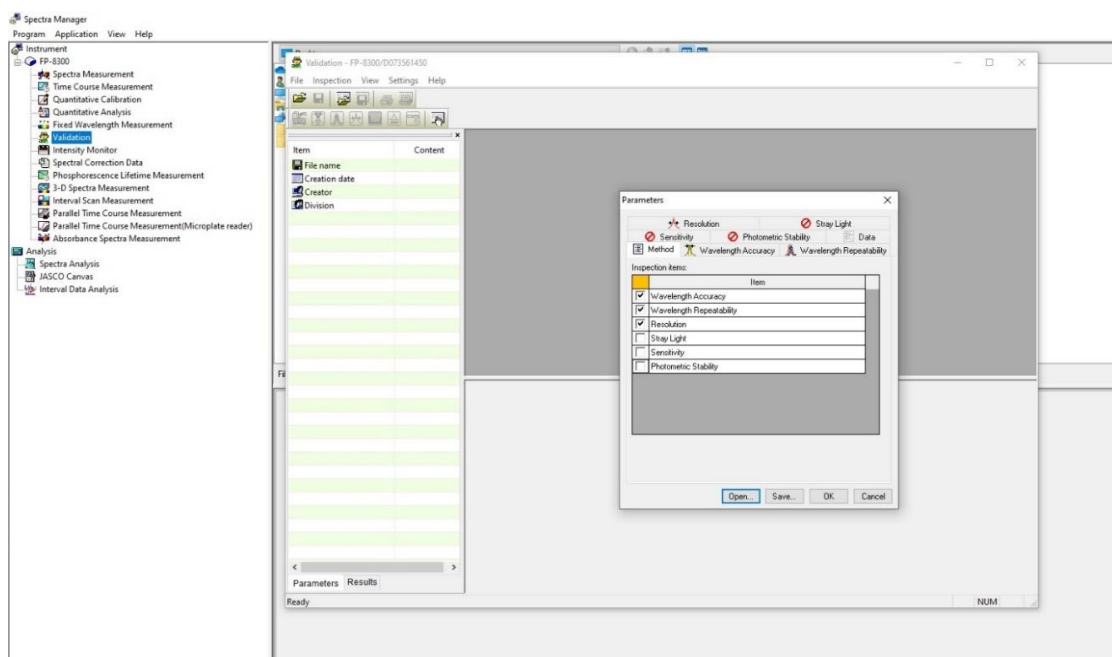 Spectra Manager
Program Application View Help
Instrument
FP-8300
Spectra Measurement
Time Course Measurement
Quantitative Calibration
Quantitative Analysis
Fixed Wavelength Measurement
Validation
Intensity Monitor
Spectral Correction Data
Phosphorescence Lifetime Measurement
3-D Spectra Measurement
Interval Scan Measurement
Parallel Time Course Measurement
Parallel Time Course Measurement(Microplate reader)
Absorbance Spectra Measurement
Analysis
Spectra Analysis
JASCO Canvas
Interval Data Analysis
Validation - FP-8300/D073561450
File Inspection View Settings Help
Item Content
File name
Creation date
Creator
Division
Parameters Results
Ready
NUM
Parameters
Resolution Stray Light
Sensitivity Photometric Stability Data
Method Wavelength Accuracy Wavelength Repeatability
Inspection items:
Item
Wavelength Accuracy
Wavelength Repeatability
Resolution
Stray Light
Sensitivity
Photometric Stability
Open... Save... OK Cancel